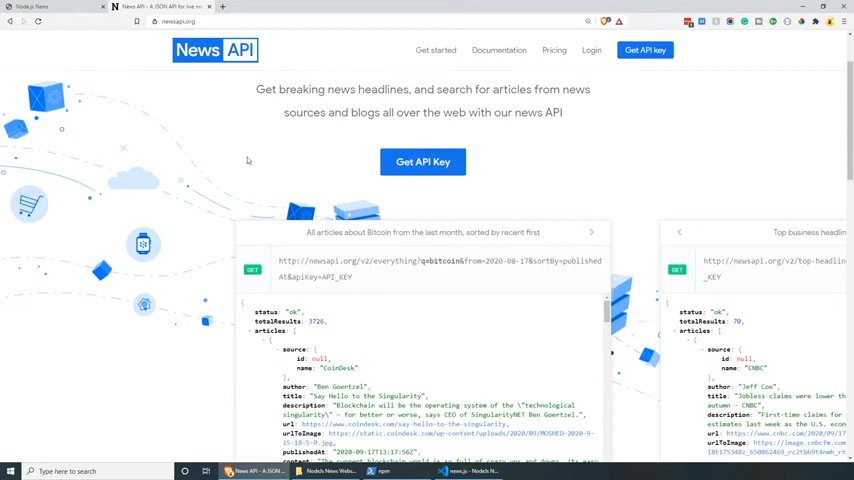 NodeJs News
News API - A JSON API for live ne
newsapi.org
News API
Get started
Documentation
Pricing
Login
Get API key
Get breaking news headlines, and search for articles from news
sources and blogs all over the web with our news API
Get API Key
All articles about Bitcoin from the last month, sorted by recent first
GET
http://newsapi.org/v2/everything?q=bitcoin&from=2020-08-17&sortBy=published
At&apiKey=API_KEY
{
status: "ok",
totalResults: 3726,
- articles: [
- {
- source: {
id: null,
name: "CoinDesk"
},
author: "Ben Goertzel",
title: "Say Hello to the Singularity",
description: "Blockchain will be the operating system of the \"technological
singularity\" – for better or worse, says CEO of SingularityNET Ben Goertzel.",
url: https://www.coindesk.com/say-hello-to-the-singularity,
urlToImage: https://static.coindesk.com/wp-content/uploads/2020/09/MOSHED-2020-9-
15-18-5-0.jpg,
publishedAt: "2020-09-17T13:17:56Z",
Top business headlin
GET
http://newsapi.org/v2/top-headline
_KEY
{
status: "ok",
totalResults: 70,
- articles: [
- {
- source: {
id: null,
name: "CNBC"
},
author: "Jeff Cox",
title: "Jobless claims were lower th
autumn - CNBC",
description: "First-time claims for
estimates last week as the U.S. econ
url: https://www.cnbc.com/2020/09/17
urlToImage: https://image.cnbcfm.com
Type here to search
News API - A JSO...
NodeJs News Webs...
npm
news.js - NodeJs N...